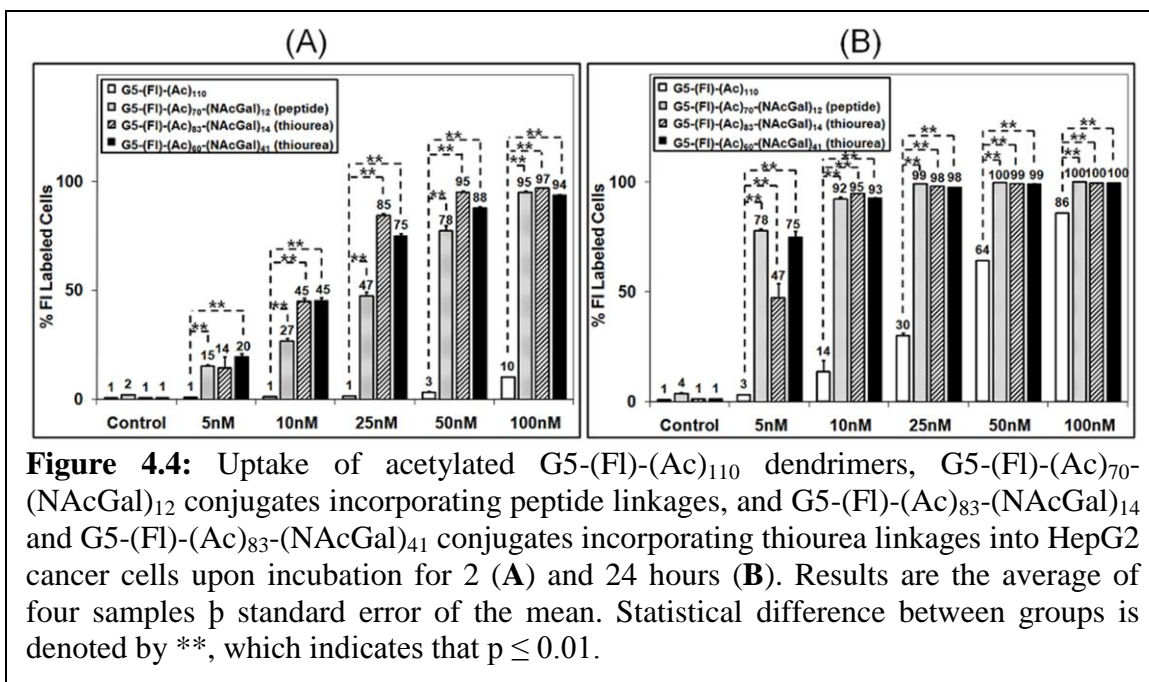 (A)
G5-(Fl)-(Ac)110
G5-(Fl)-(Ac)70-(NAcGal)12 (peptide)
G5-(Fl)-(Ac)83-(NAcGal)14 (thiourea)
G5-(Fl)-(Ac)60-(NAcGal)41 (thiourea)
% Fl Labeled Cells
100
50
0
1 2 1 1
1 15 14 20
1 27 45 45
1 47 85 75
3 78 95 88
10 95 97 94
** **
** ** **
** ** **
** ** **
** ** **
Control 5nM 10nM 25nM 50nM 100nM
(B)
G5-(Fl)-(Ac)110
G5-(Fl)-(Ac)70-(NAcGal)12 (peptide)
G5-(Fl)-(Ac)83-(NAcGal)14 (thiourea)
G5-(Fl)-(Ac)60-(NAcGal)41 (thiourea)
% Fl Labeled Cells
100
50
0
1 4 1 1
3 78 47 75
14 92 95 93
30 99 98 98
64 100 99 99
86 100 100 100
** ** **
** ** **
** ** **
** ** **
** ** **
Control 5nM 10nM 25nM 50nM 100nM
Figure 4.4: Uptake of acetylated G5-(Fl)-(Ac)110 dendrimers, G5-(Fl)-(Ac)70-
(NAcGal)12 conjugates incorporating peptide linkages, and G5-(Fl)-(Ac)83-(NAcGal)14
and G5-(Fl)-(Ac)83-(NAcGal)41 conjugates incorporating thiourea linkages into HepG2
cancer cells upon incubation for 2 (A) and 24 hours (B). Results are the average of
four samples þ standard error of the mean. Statistical difference between groups is
denoted by **, which indicates that p ≤ 0.01.